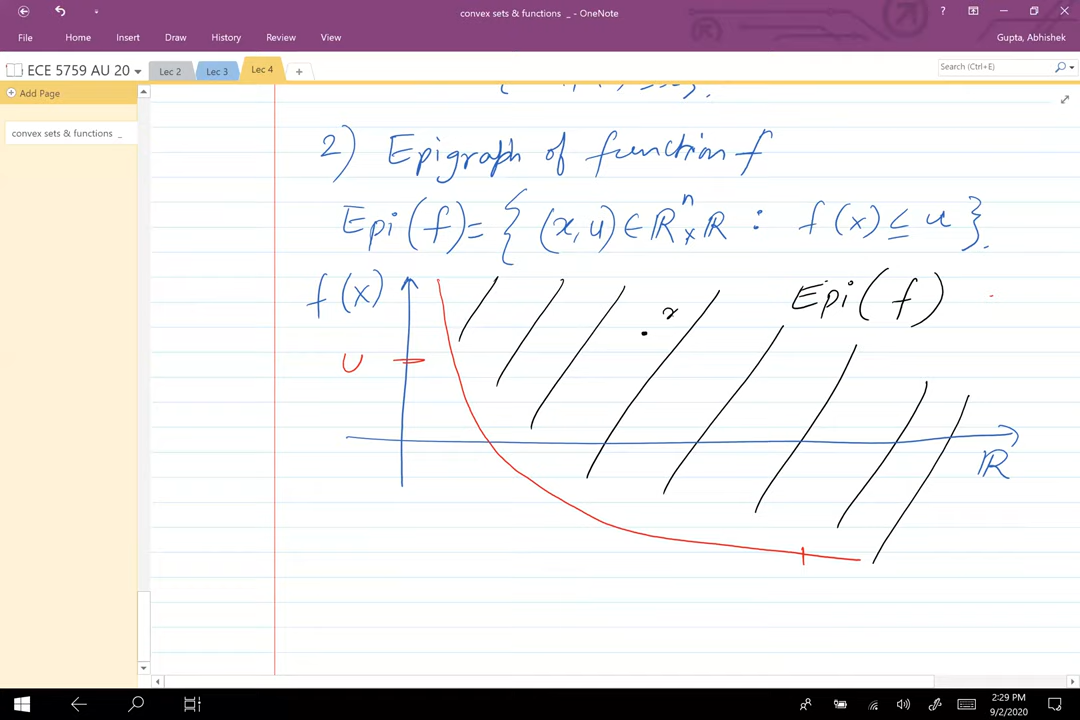 convex sets & functions _ - OneNote
File Home Insert Draw History Review View Gupta, Abhishek
ECE 5759 AU 20 Lec 2 Lec 3 Lec 4 Search (Ctrl+E)
Add Page
convex sets & functions _
2) Epigraph of function f
Epi(f) = { (x, u) ∈ ℝⁿ × ℝ : f(x) ≤ u }.
f(x) Epi(f)
x
U
ℝ
2:29 PM
9/2/2020